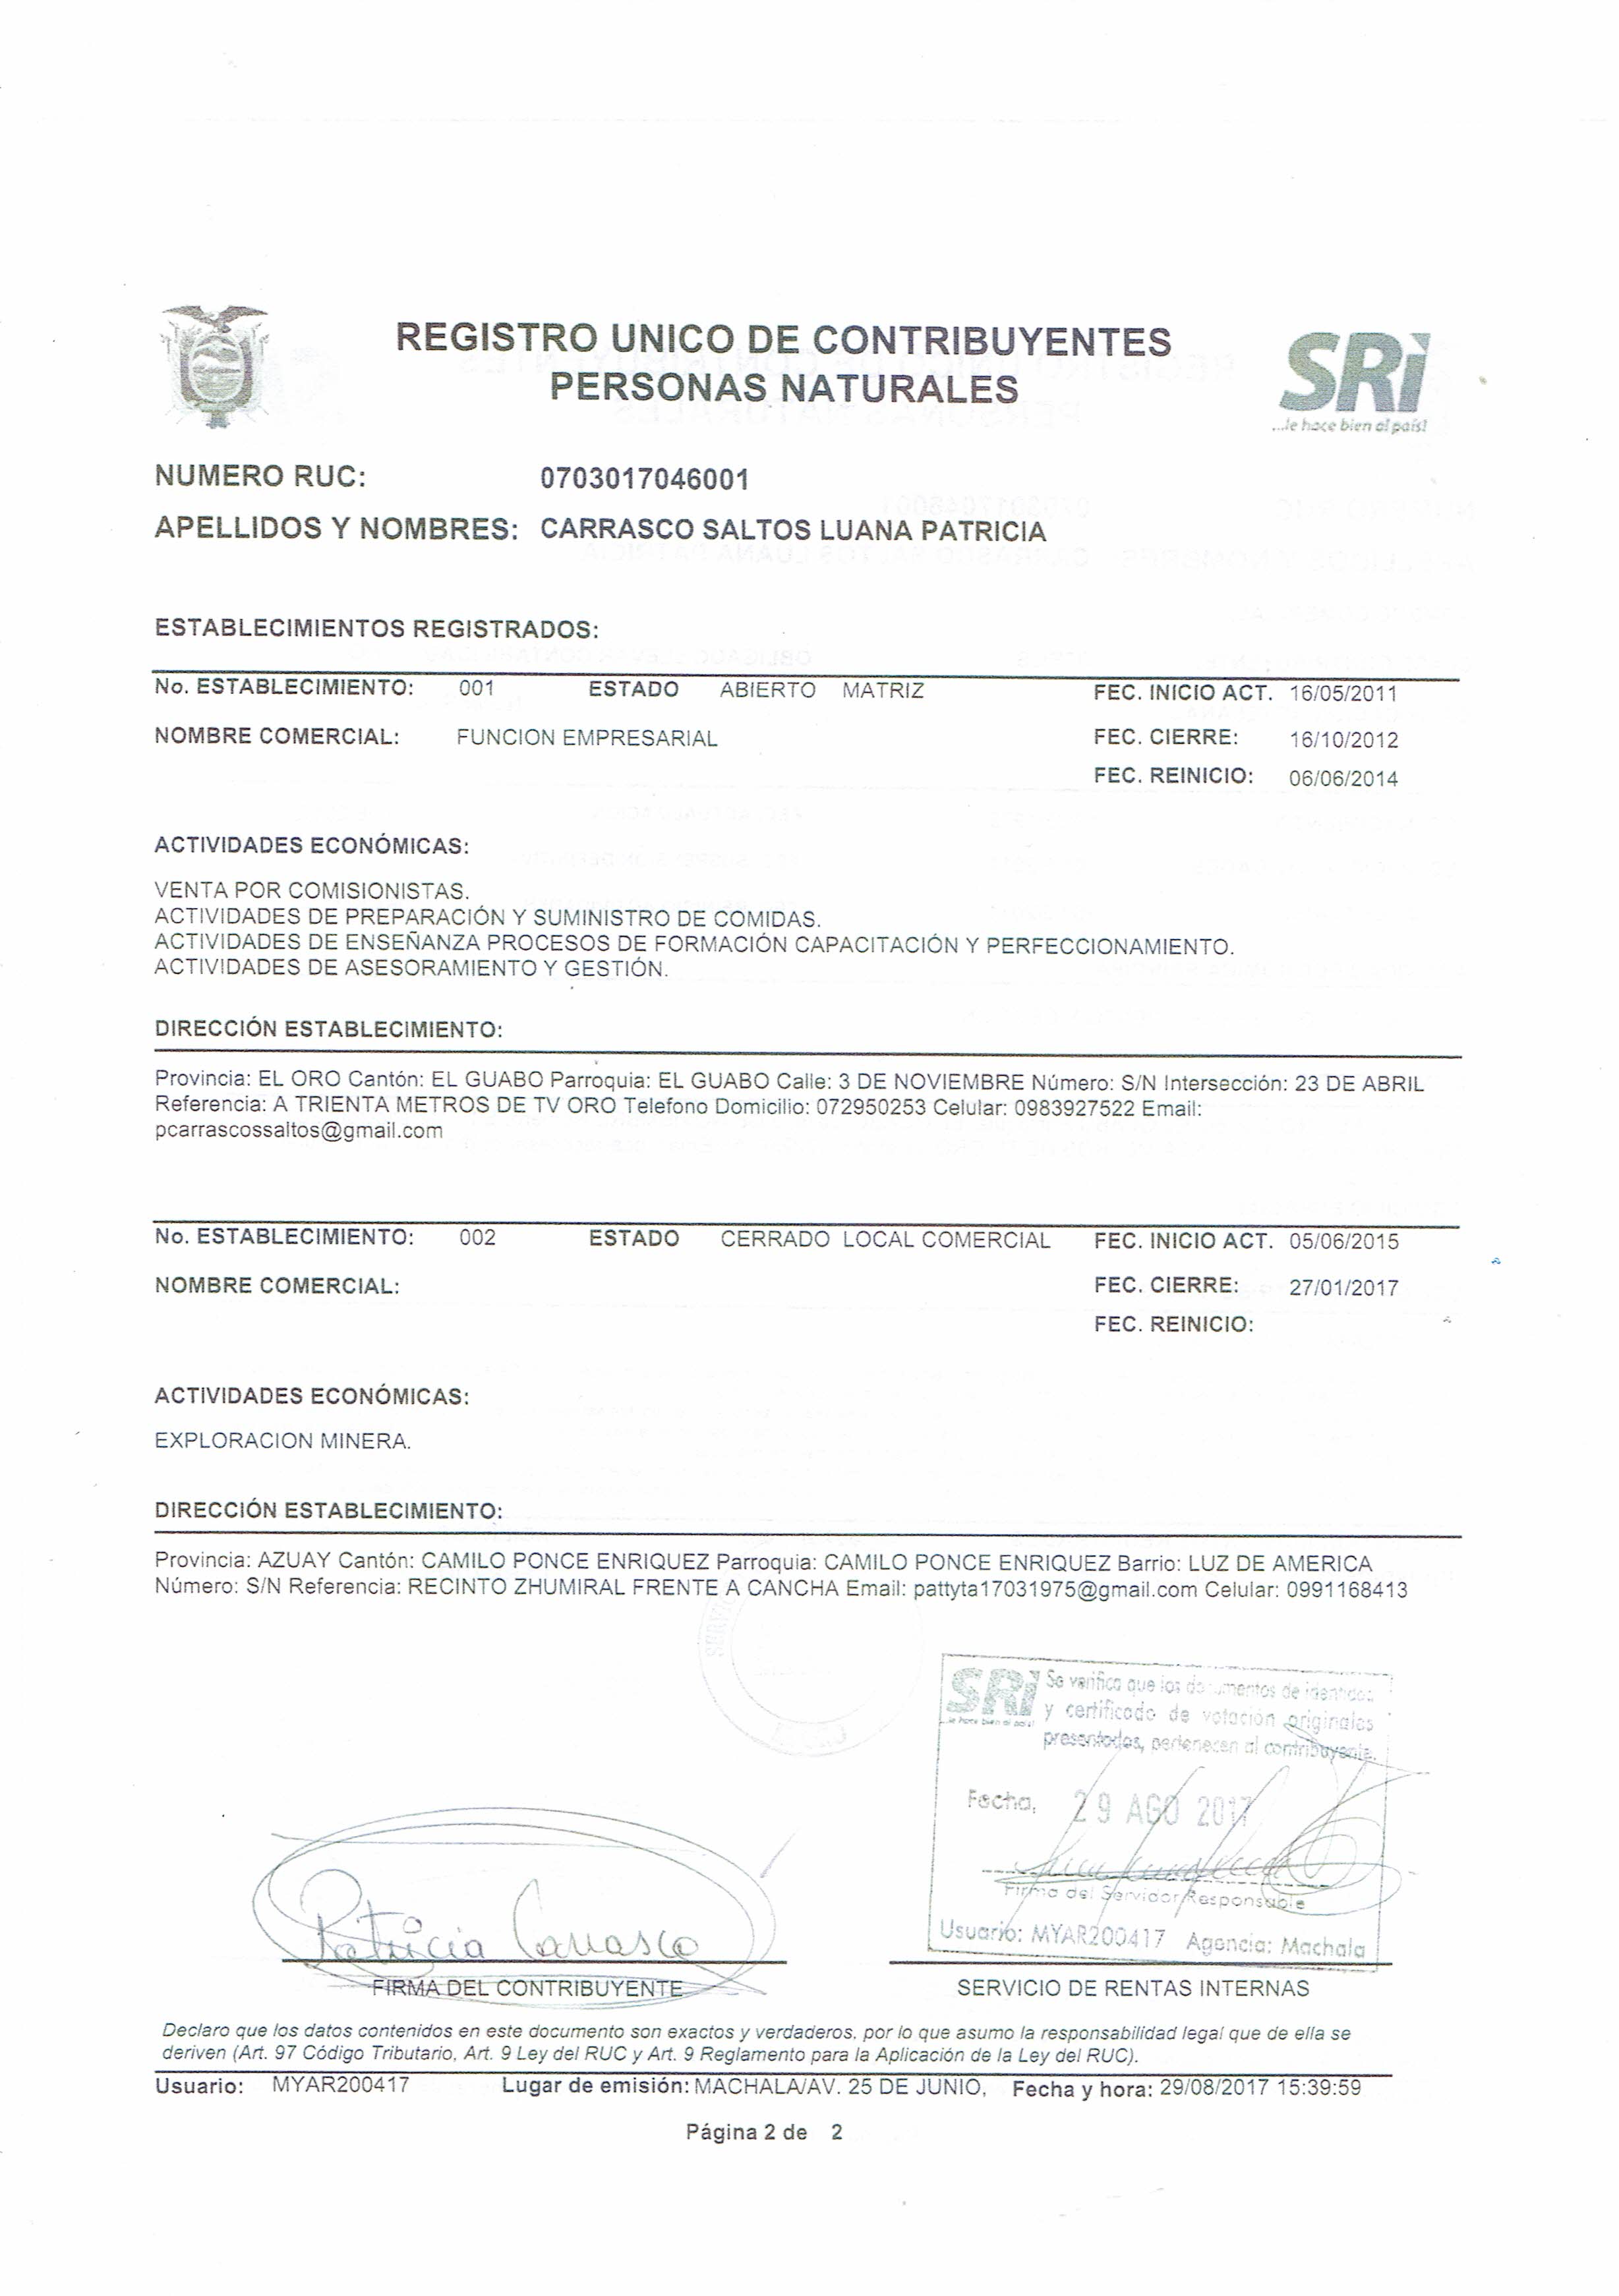 REGISTRO UNICO DE CONTRIBUYENTES
PERSONAS NATURALES
SRi
...le hace bien al país!
NUMERO RUC: 0703017046001
APELLIDOS Y NOMBRES: CARRASCO SALTOS LUANA PATRICIA
ESTABLECIMIENTOS REGISTRADOS:
No. ESTABLECIMIENTO: 001 ESTADO ABIERTO MATRIZ FEC. INICIO ACT. 16/05/2011
NOMBRE COMERCIAL: FUNCION EMPRESARIAL FEC. CIERRE: 16/10/2012
FEC. REINICIO: 06/06/2014
ACTIVIDADES ECONÓMICAS:
VENTA POR COMISIONISTAS.
ACTIVIDADES DE PREPARACIÓN Y SUMINISTRO DE COMIDAS.
ACTIVIDADES DE ENSEÑANZA PROCESOS DE FORMACIÓN CAPACITACIÓN Y PERFECCIONAMIENTO.
ACTIVIDADES DE ASESORAMIENTO Y GESTIÓN.
DIRECCIÓN ESTABLECIMIENTO:
Provincia: EL ORO Cantón: EL GUABO Parroquia: EL GUABO Calle: 3 DE NOVIEMBRE Número: S/N Intersección: 23 DE ABRIL
Referencia: A TRIENTA METROS DE TV ORO Telefono Domicilio: 072950253 Celular: 0983927522 Email:
pcarrascossaltos@gmail.com
No. ESTABLECIMIENTO: 002 ESTADO CERRADO LOCAL COMERCIAL FEC. INICIO ACT. 05/06/2015
NOMBRE COMERCIAL: FEC. CIERRE: 27/01/2017
FEC. REINICIO:
ACTIVIDADES ECONÓMICAS:
EXPLORACION MINERA.
DIRECCIÓN ESTABLECIMIENTO:
Provincia: AZUAY Cantón: CAMILO PONCE ENRIQUEZ Parroquia: CAMILO PONCE ENRIQUEZ Barrio: LUZ DE AMERICA
Número: S/N Referencia: RECINTO ZHUMIRAL FRENTE A CANCHA Email: pattyta17031975@gmail.com Celular: 0991168413
SRi
...le hace bien al país!
Se verifica que los documentos de identidad
y certificado de votación originales
presentados, pertenecen al contribuyente.
Fecha, 29 AGO 2017
Firma del Servidor Responsable
Usuario: MYAR200417 Agencia: Machala
Patricia Carrasco
FIRMA DEL CONTRIBUYENTE
SERVICIO DE RENTAS INTERNAS
Declaro que los datos contenidos en este documento son exactos y verdaderos, por lo que asumo la responsabilidad legal que de ella se
deriven (Art. 97 Código Tributario, Art. 9 Ley del RUC y Art. 9 Reglamento para la Aplicación de la Ley del RUC).
Usuario: MYAR200417 Lugar de emisión: MACHALA/AV. 25 DE JUNIO, Fecha y hora: 29/08/2017 15:39:59
Página 2 de 2